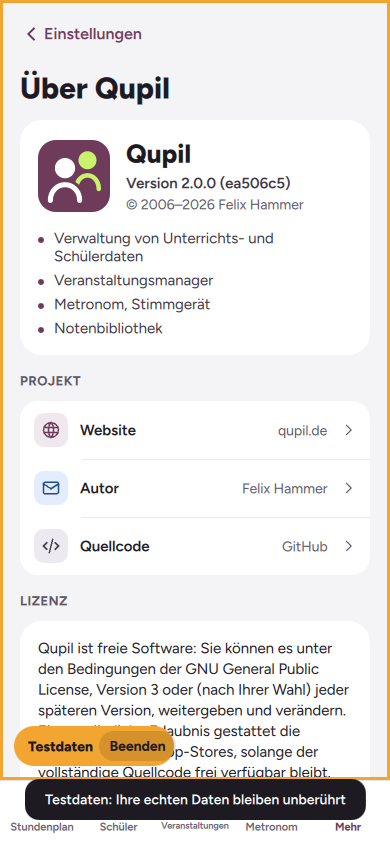 Einstellungen
Über Qupil
Qupil
Version 2.0.0 (ea506c5)
© 2006–2026 Felix Hammer
Verwaltung von Unterrichts- und
Schülerdaten
Veranstaltungsmanager
Metronom, Stimmgerät
Notenbibliothek
PROJEKT
Website qupil.de
Autor Felix Hammer
Quellcode GitHub
LIZENZ
Qupil ist freie Software: Sie können es unter
den Bedingungen der GNU General Public
License, Version 3 oder (nach Ihrer Wahl) jeder
späteren Version, weitergeben und verändern.
gestattet die
solange der
vollständige Quellcode frei verfügbar bleibt.
Testdaten Beenden
Testdaten: Ihre echten Daten bleiben unberührt
Stundenplan Schüler Veranstaltungen Metronom Mehr